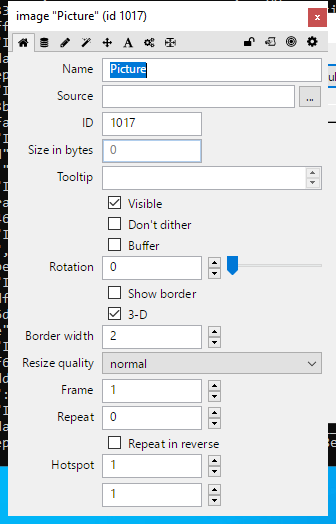 image "Picture" (id 1017)
x
A
Name Picture
Source ...
ID 1017
Size in bytes 0
Tooltip
Visible
Don't dither
Buffer
Rotation 0
Show border
3-D
Border width 2
Resize quality normal
Frame 1
Repeat 0
Repeat in reverse
Hotspot 1
1